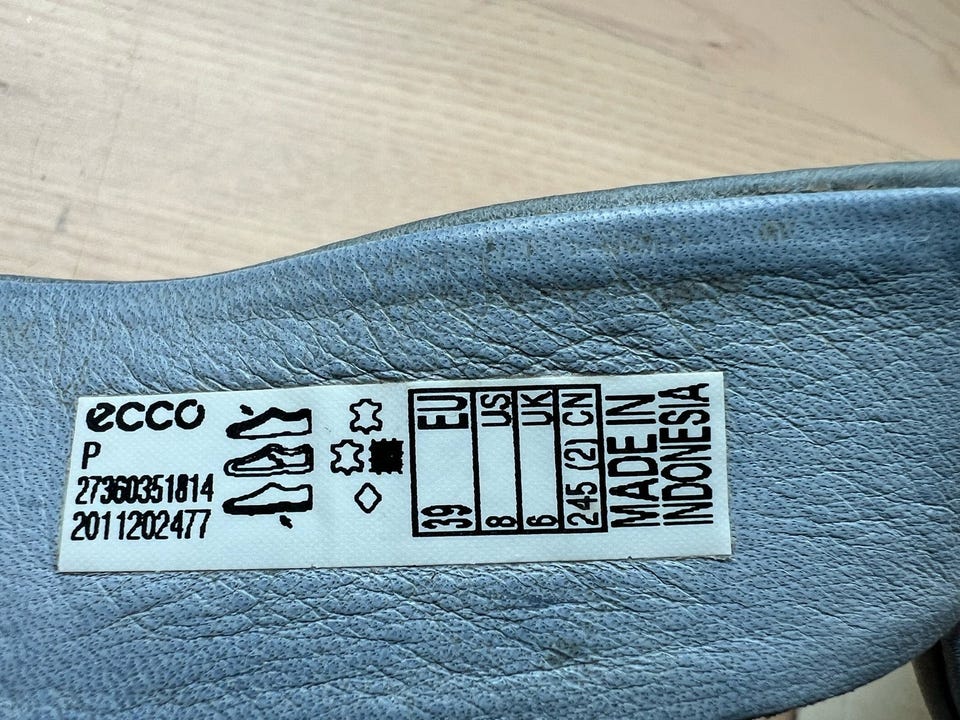 ecco
P
27360351814
2011202477
EU 39
US 8
UK 6
CN 245 (2)
MADE IN
INDONESIA